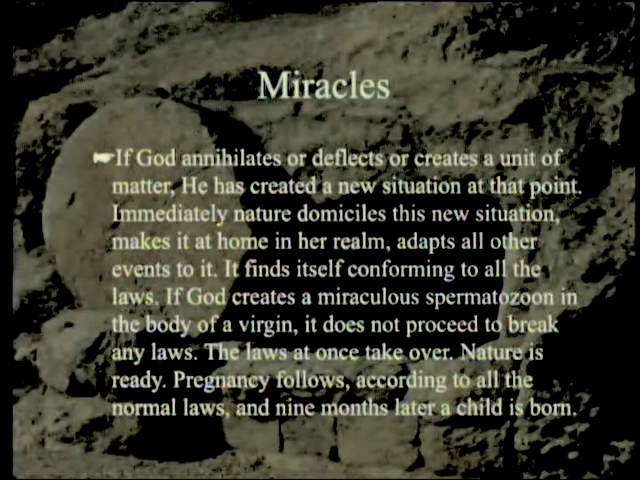 Miracles
☛If God annihilates or deflects or creates a unit of
matter, He has created a new situation at that point.
Immediately nature domiciles this new situation,
makes it at home in her realm, adapts all other
events to it. It finds itself conforming to all the
laws. If God creates a miraculous spermatozoon in
the body of a virgin, it does not proceed to break
any laws. The laws at once take over. Nature is
ready. Pregnancy follows, according to all the
normal laws, and nine months later a child is born.